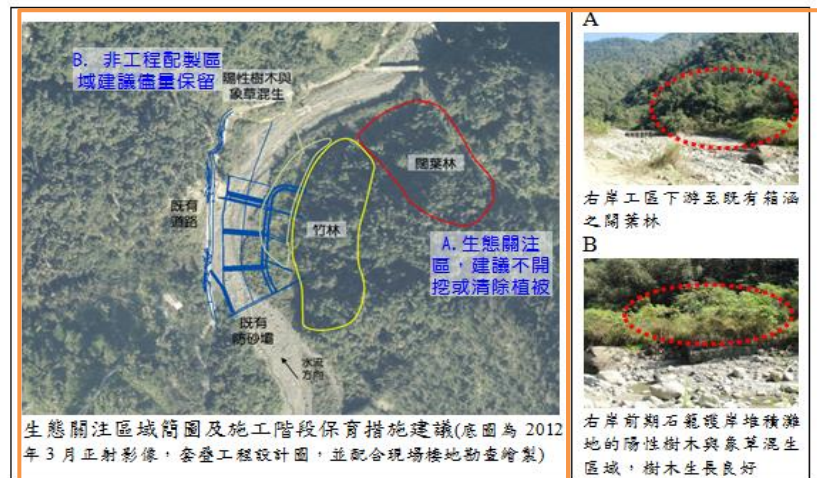 B. 非工程配製區
域建議儘量保留
陽性樹木與
象草混生
闊葉林
既有
道路
竹林
A.生態關注
區，建議不開
挖或清除植被
既有
防砂壩
水流
方向
生態關注區域簡圖及施工階段保育措施建議(底圖為 2012
年 3 月正射影像，套疊工程設計圖，並配合現場棲地勘查繪製)
A
右岸工區下游至既有箱涵
之闊葉林
B
右岸前期石籠護岸堆積灘
地的陽性樹木與象草混生
區域，樹木生長良好